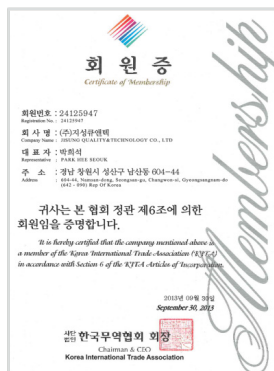 회원증
Certificate of Membership
회원번호 : 24125947
Registration No. : 24125947
회 사 명 : (주)지성큐앤텍
Company Name : JISUNG QUALITY&TECHNOLOGY CO., LTD
대 표 자 : 박희석
Representative : PARK HEE SEOUK
주 소 : 경남 창원시 성산구 남산동 604-44
Address : 604-44, Namsan-dong, Seongsan-gu, Changwon-si, Gyeongsangnam-do
(642 - 090) Rep Of Korea
귀사는 본 협회 정관 제6조에 의한
회원임을 증명합니다.
It is hereby certified that the company mentioned above is
a member of the Korea International Trade Association (KITA)
in accordance with Section 6 of the KITA Articles of Incorporation.
2013년 09월 30일
September 30, 2013
사단법인 한국무역협회 회장
Chairman & CEO
Korea International Trade Association
Membership